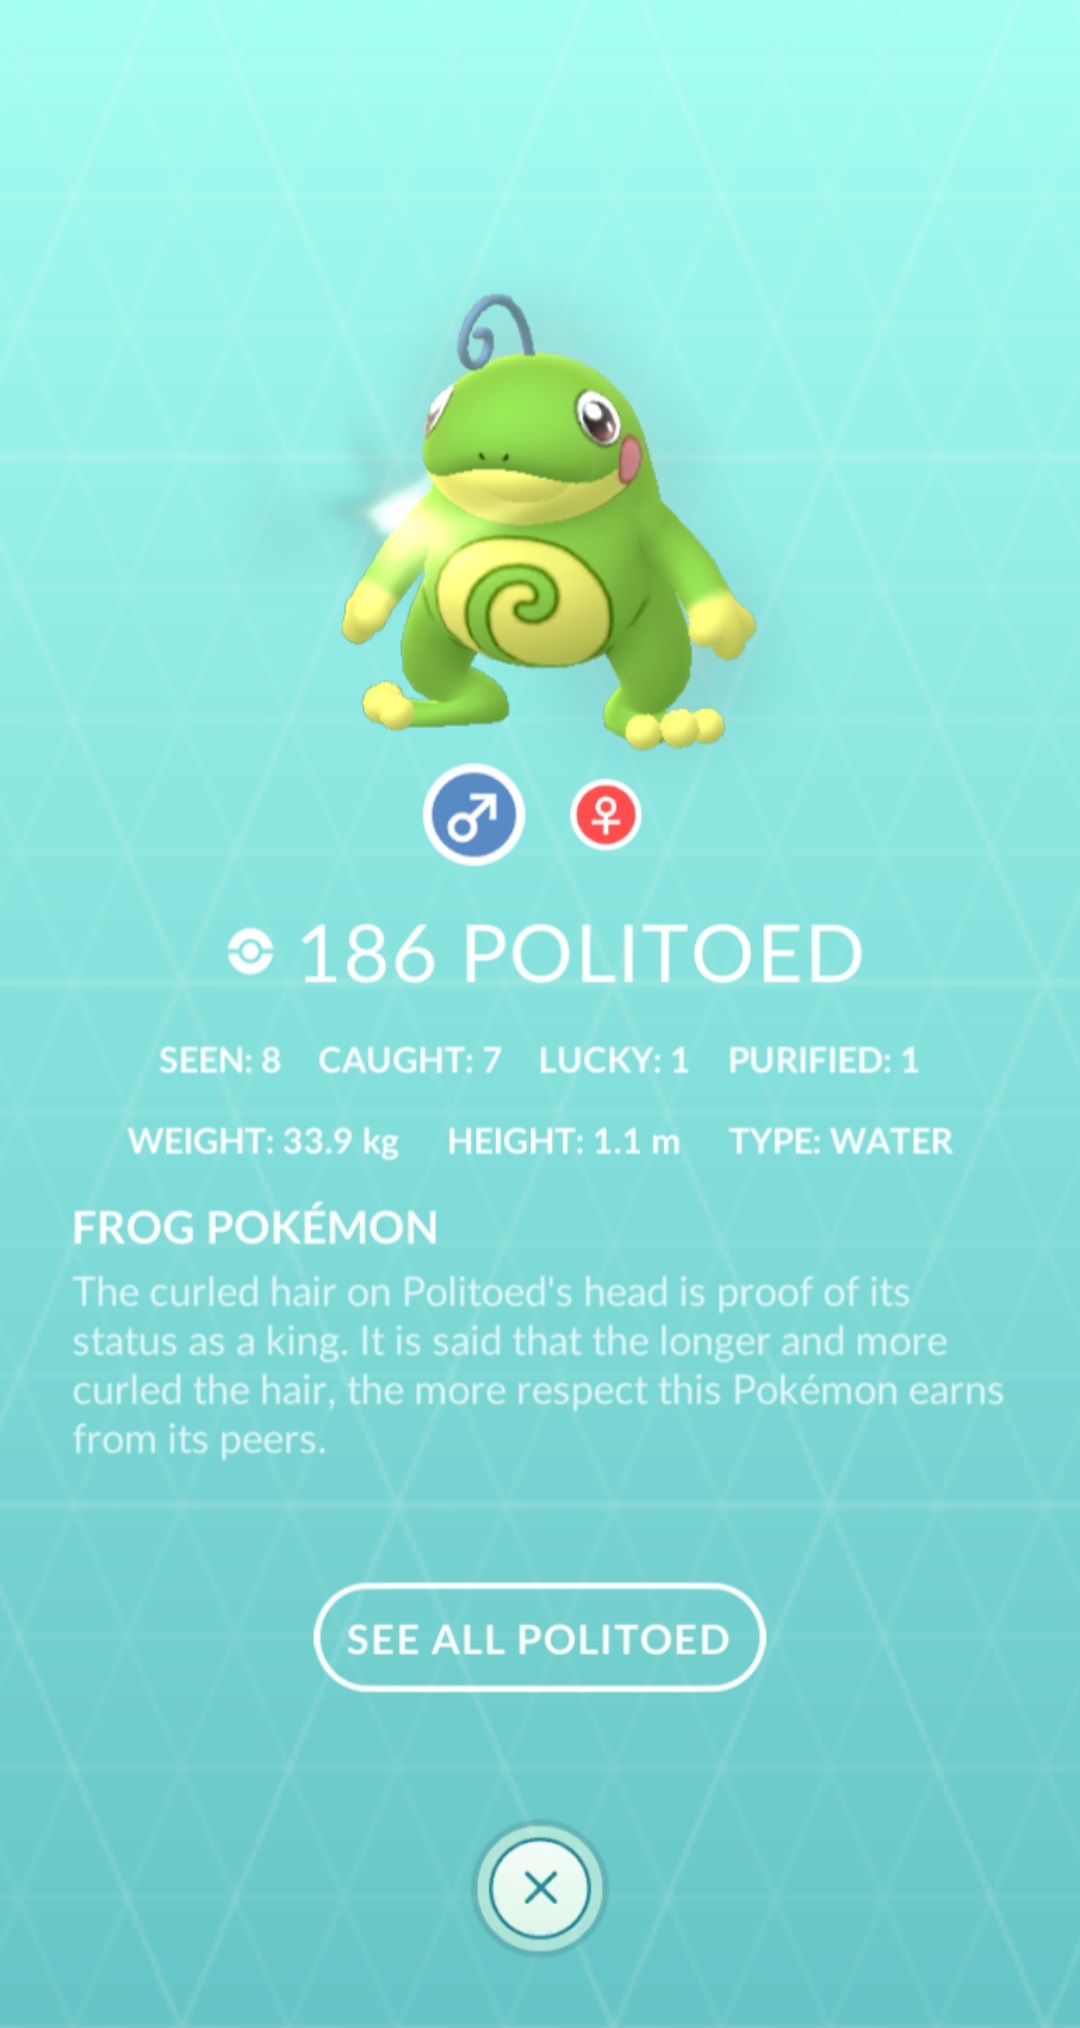 186 POLITOED
SEEN: 8 CAUGHT: 7 LUCKY: 1 PURIFIED: 1
WEIGHT: 33.9 kg HEIGHT: 1.1 m TYPE: WATER
FROG POKÉMON
The curled hair on Politoed's head is proof of its
status as a king. It is said that the longer and more
curled the hair, the more respect this Pokémon earns
from its peers.
SEE ALL POLITOED